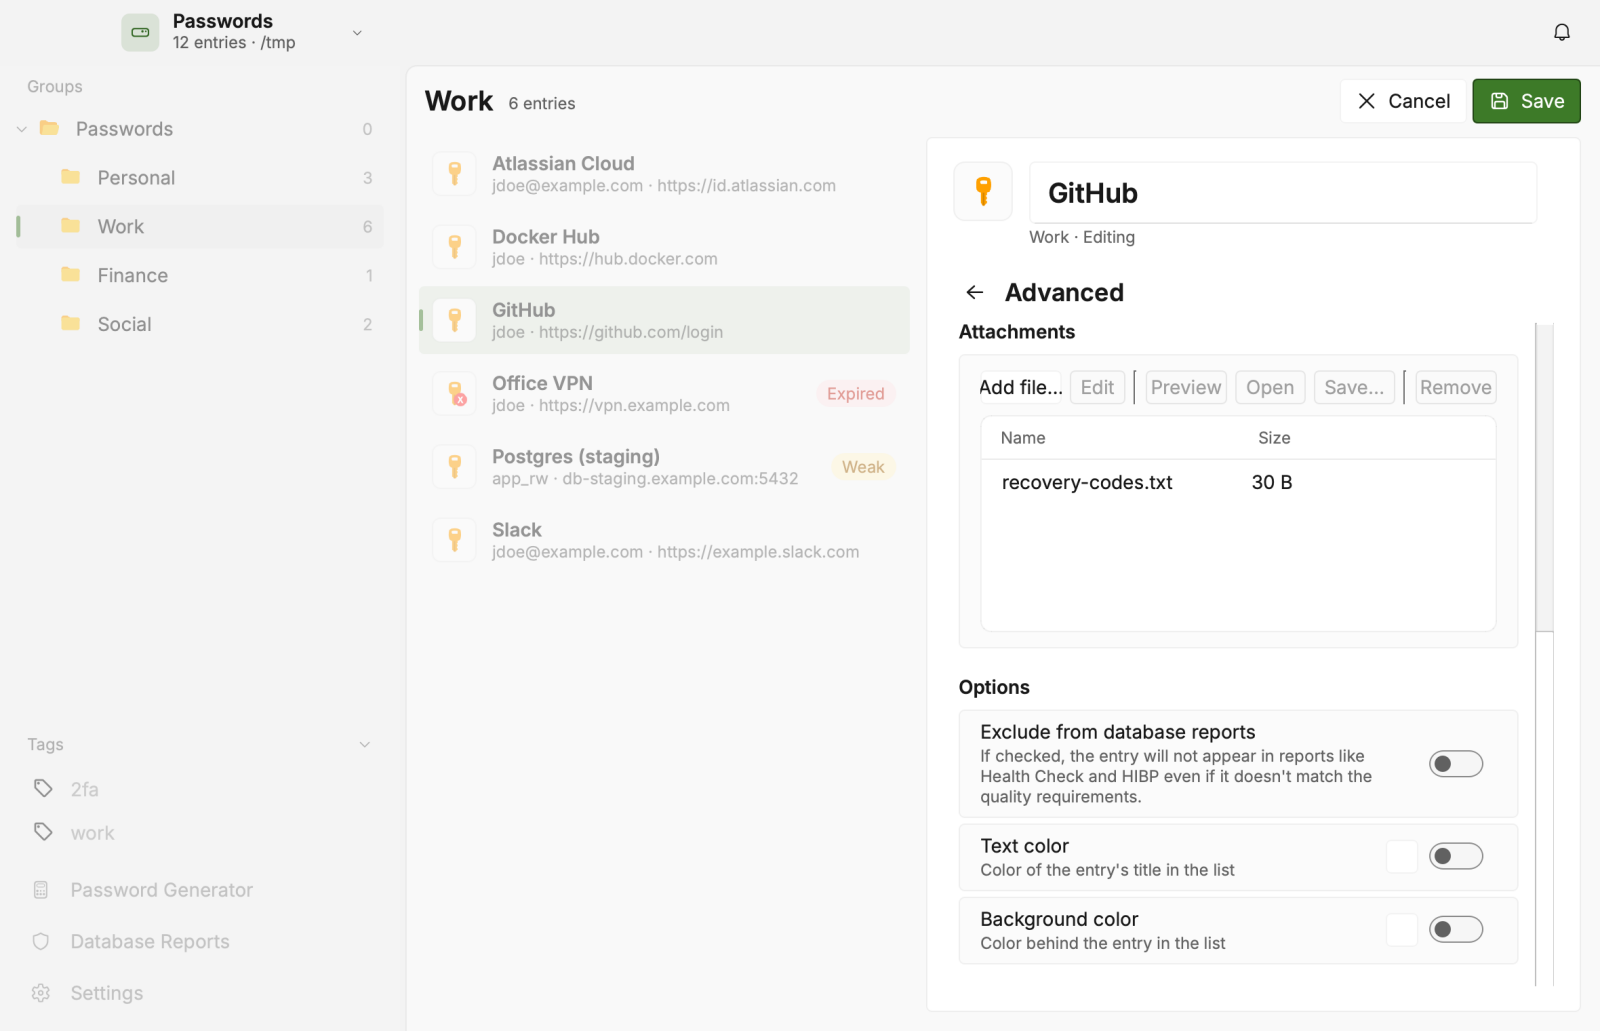 Passwords
12 entries · /tmp
Groups
Passwords 0
Personal 3
Work 6
Finance 1
Social 2
Tags
2fa
work
Password Generator
Database Reports
Settings
Work 6 entries
Cancel
Save
Atlassian Cloud
jdoe@example.com · https://id.atlassian.com
Docker Hub
jdoe · https://hub.docker.com
GitHub
jdoe · https://github.com/login
Office VPN
jdoe · https://vpn.example.com
Expired
Postgres (staging)
app_rw · db-staging.example.com:5432
Weak
Slack
jdoe@example.com · https://example.slack.com
GitHub
Work · Editing
Advanced
Attachments
Add file... Edit Preview Open Save... Remove
Name Size
recovery-codes.txt 30 B
Options
Exclude from database reports
If checked, the entry will not appear in reports like
Health Check and HIBP even if it doesn't match the
quality requirements.
Text color
Color of the entry's title in the list
Background color
Color behind the entry in the list